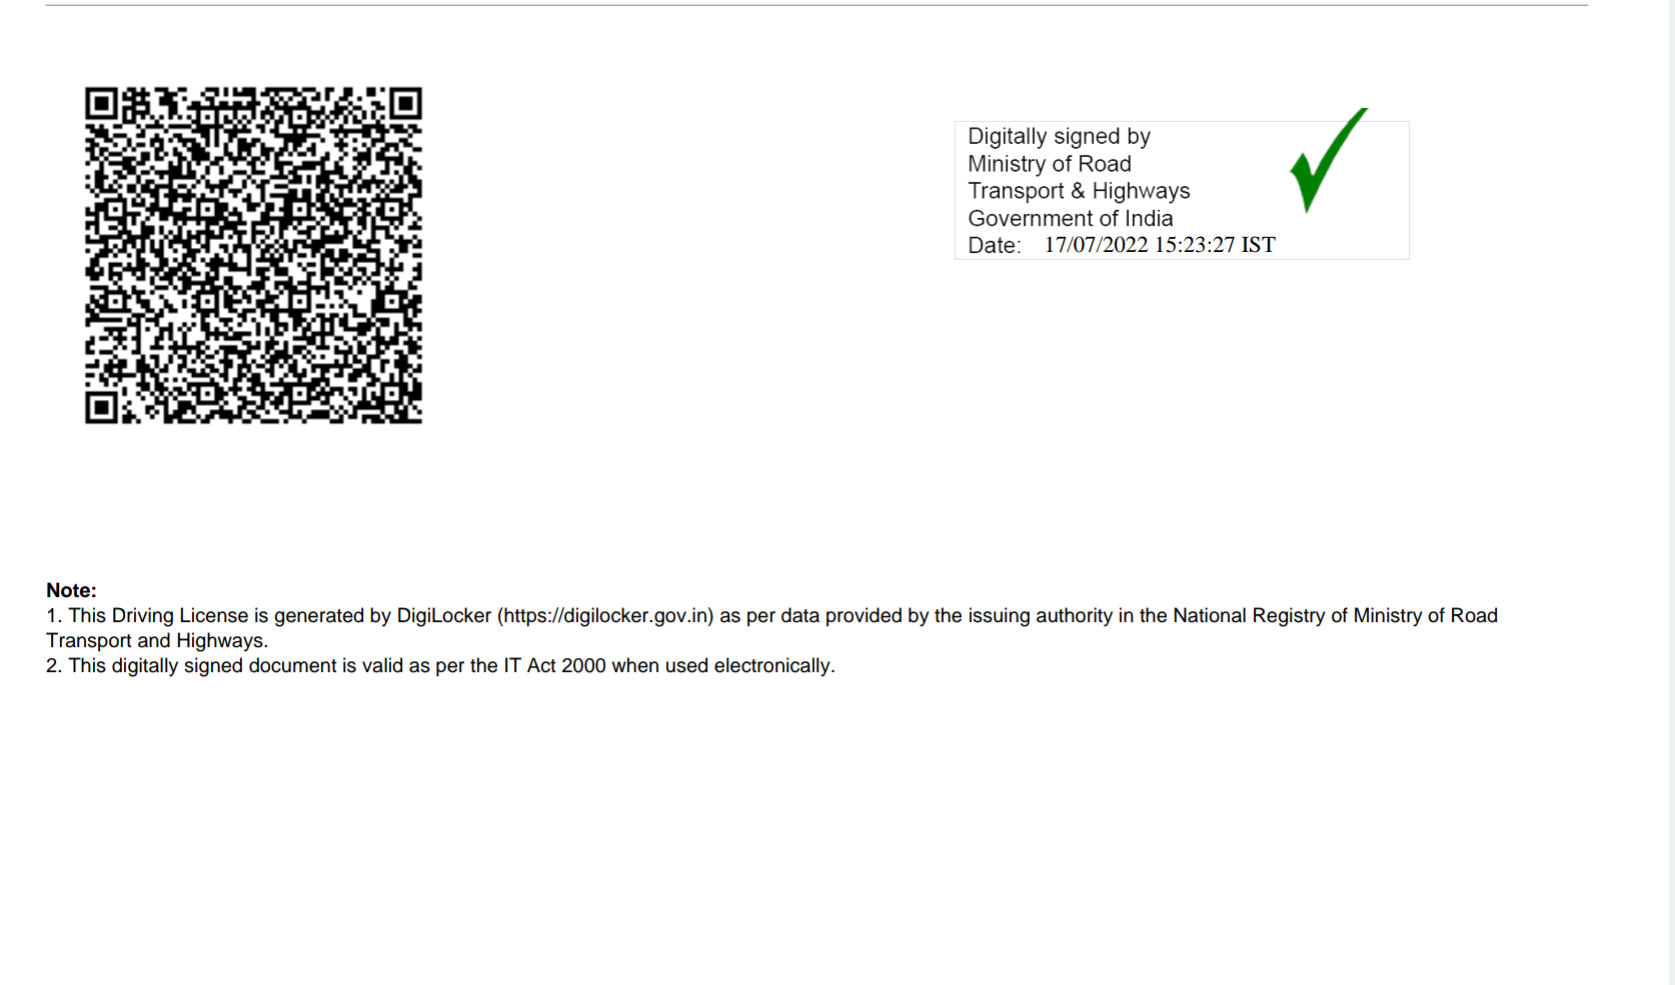 Digitally signed by
Ministry of Road
Transport & Highways
Government of India
Date: 17/07/2022 15:23:27 IST
Note:
1. This Driving License is generated by DigiLocker (https://digilocker.gov.in) as per data provided by the issuing authority in the National Registry of Ministry of Road
Transport and Highways.
2. This digitally signed document is valid as per the IT Act 2000 when used electronically.